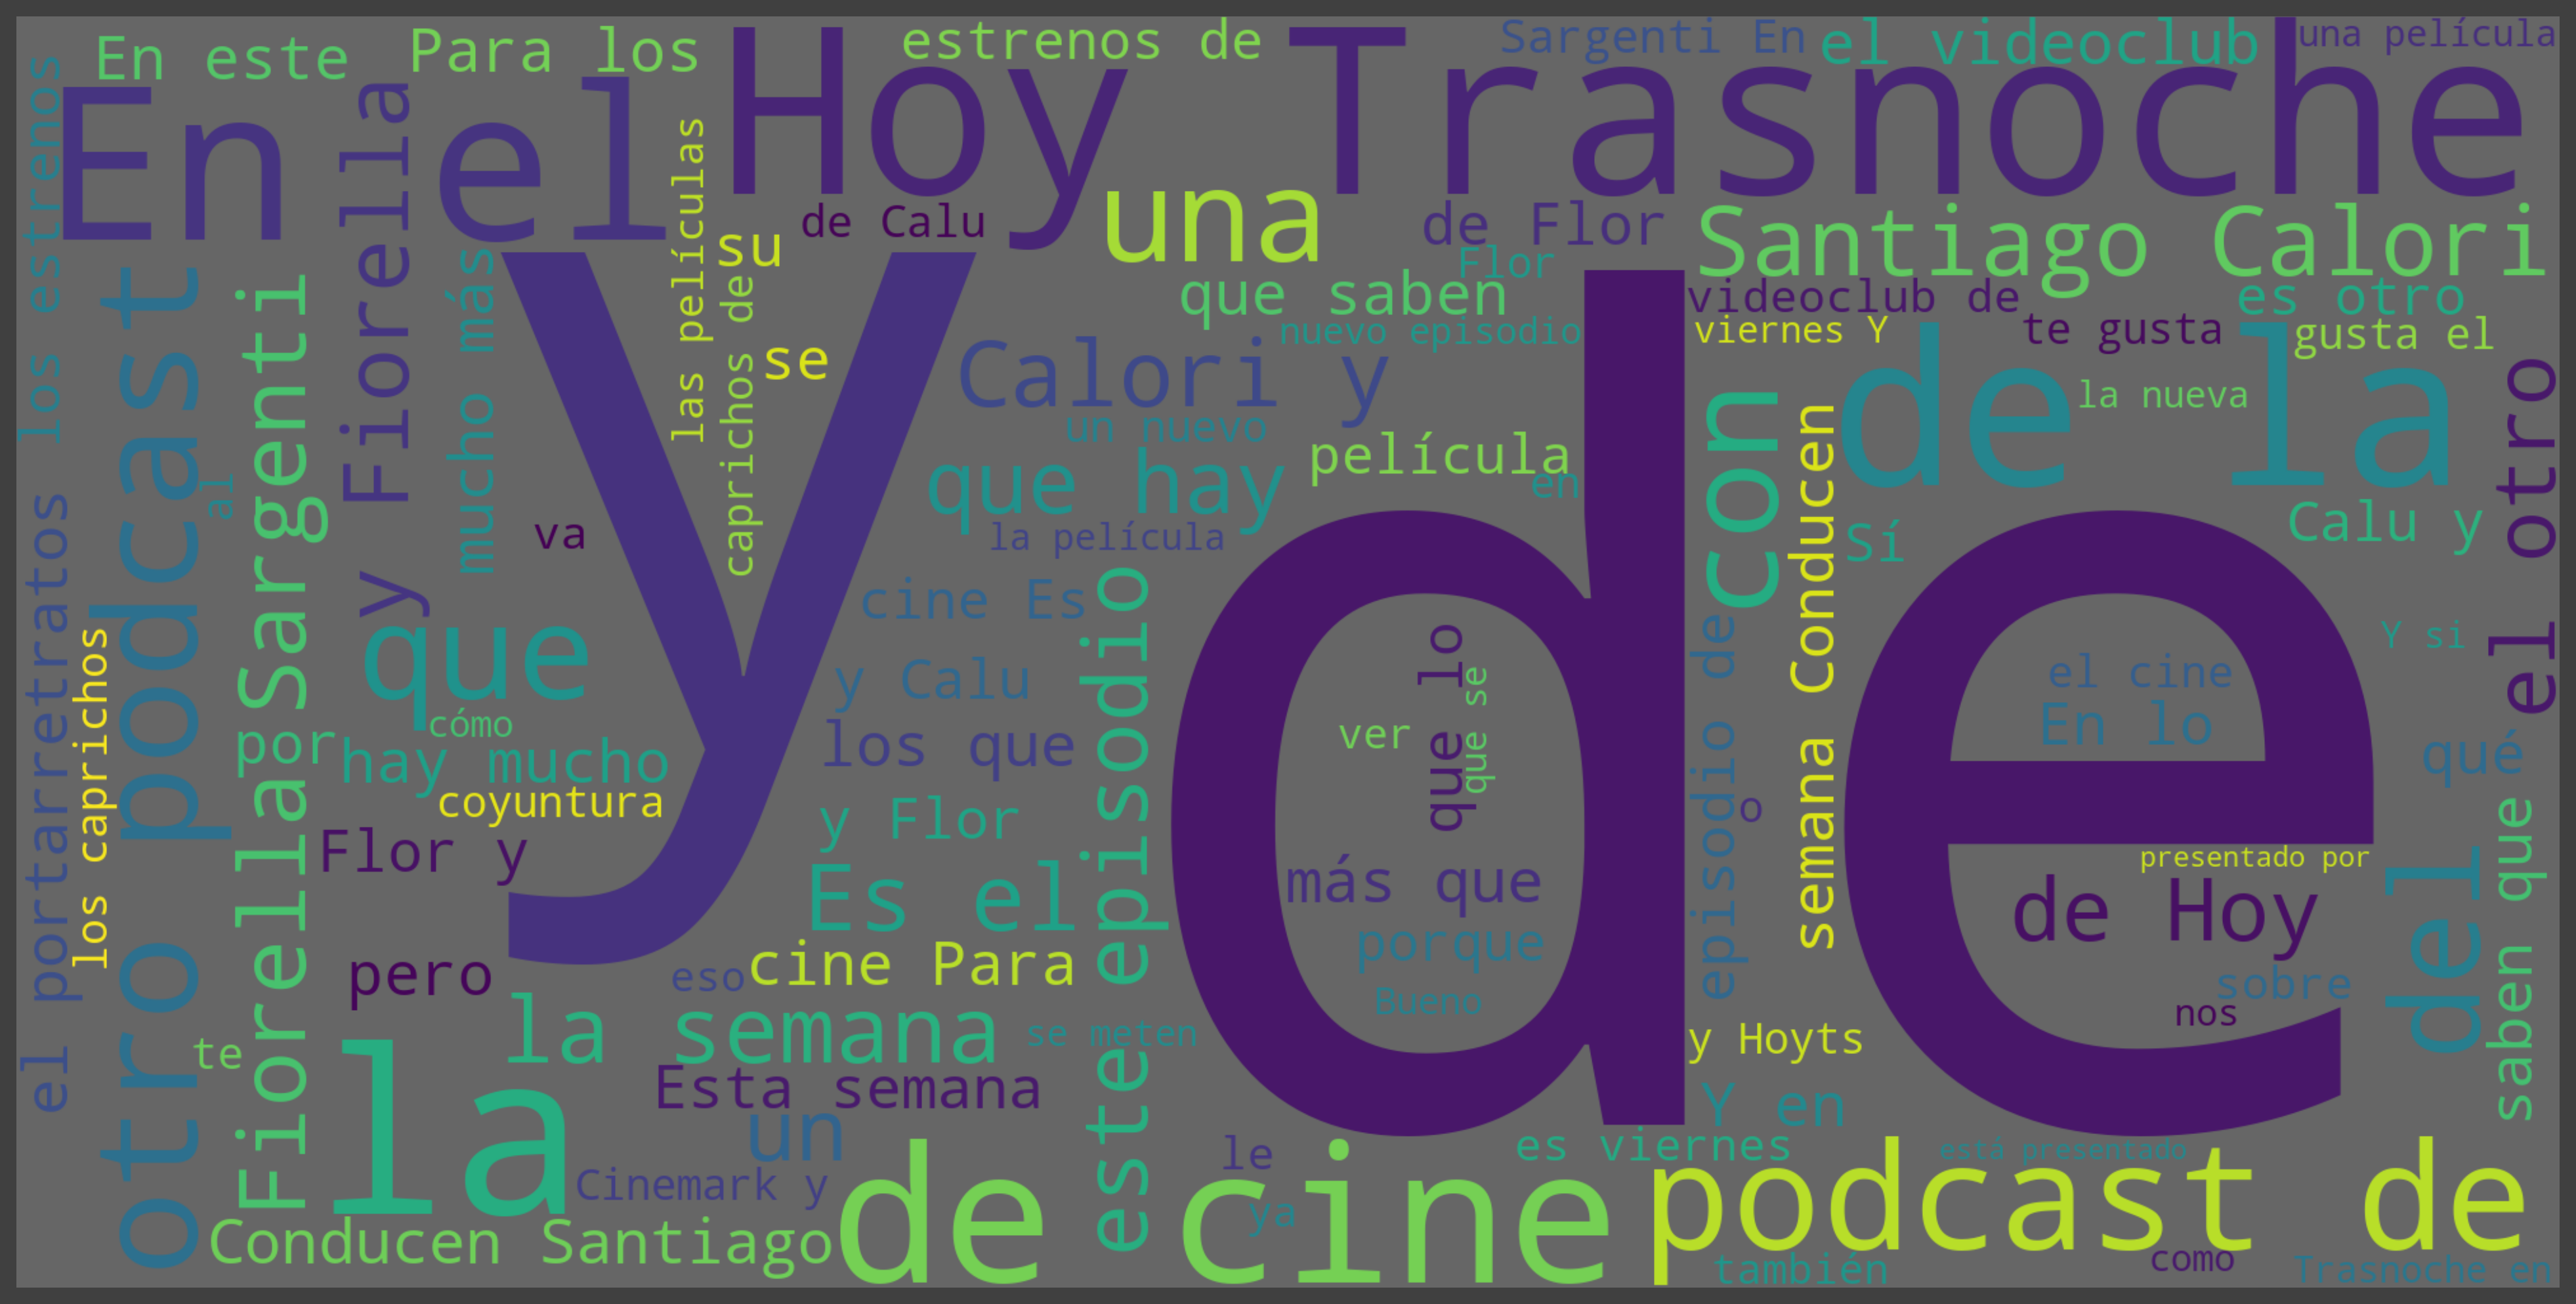 En este
Para los
estrenos de
Sargenti En
el videoclub
una película
los estremos
En el
Hoy Trasnoche
y Fiorella
las películas
de Calu
una
de Flor
Santiago Calori
su
mucho más
otro podcast
Fiorella Sargenti
caprichos de
que saben
Flor
videoclub de
es otro
y
se
nuevo episodio
viernes Y
te gusta
gusta el
Calori y
de
con
de la
el otro
un nuevo
la nueva
película
Conducen
que hay
al
en
va
la película
Sí
Calu y
el portarretratos
los caprichos
que
cine Es
este episodio
episodio de
que lo
Y si
y Calu
que se
el cine
cómo
por
hay mucho
los que
ver
En lo
semana
qué
coyuntura
y Flor
o
saben que
Flor y
Es el
más que
presentado por
del
de Hoy
porque
pero
eso
cine Para
Bueno
sobre
nos
te
la
la semana
se meten
y Hoyts
Esta semana
un
Y en
Cinemark y
le
es viernes
está presentado
de cine
podcast de
ya
Conducen Santiago
también
como
Trasnoche en